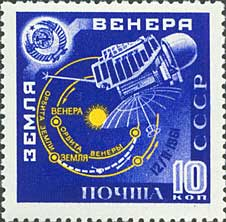 ЗЕМЛЯ
ВЕНЕРА
ОРБИТА ЗЕМЛИ
ВЕНЕРА
ОРБИТА ВЕНЕРЫ
ЗЕМЛЯ
12/II 1961
СССР
ПОЧТА
10
КОП